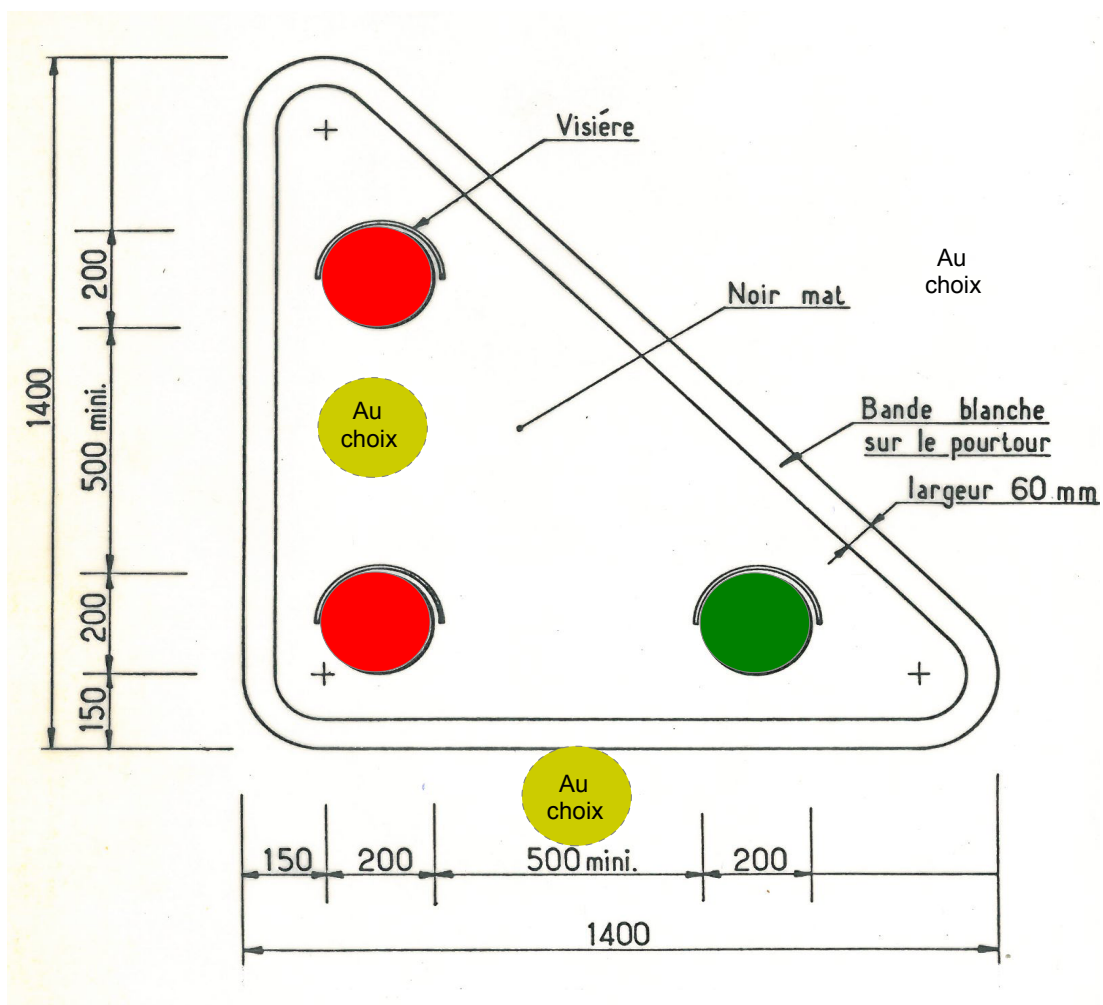 Visiére
Au
choix
Noir mat
Au
choix
Bande blanche
sur le pourtour
largeur 60 mm
1400
200
500 mini.
200
150
Au
choix
150
200
500 mini.
200
1400